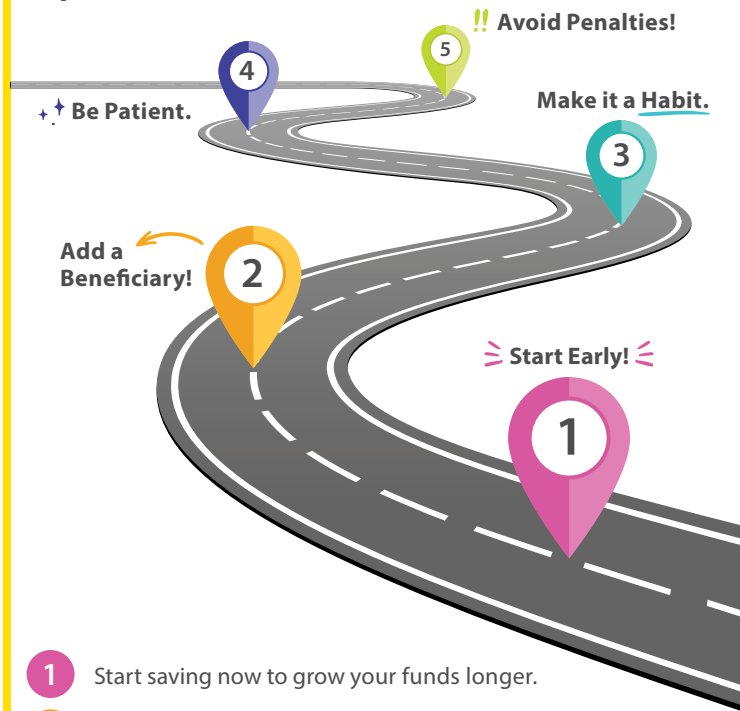 5
!! Avoid Penalties!
4
Be Patient.
Make it a Habit.
3
Add a
Beneficiary!
2
Start Early!
1
1 Start saving now to grow your funds longer.